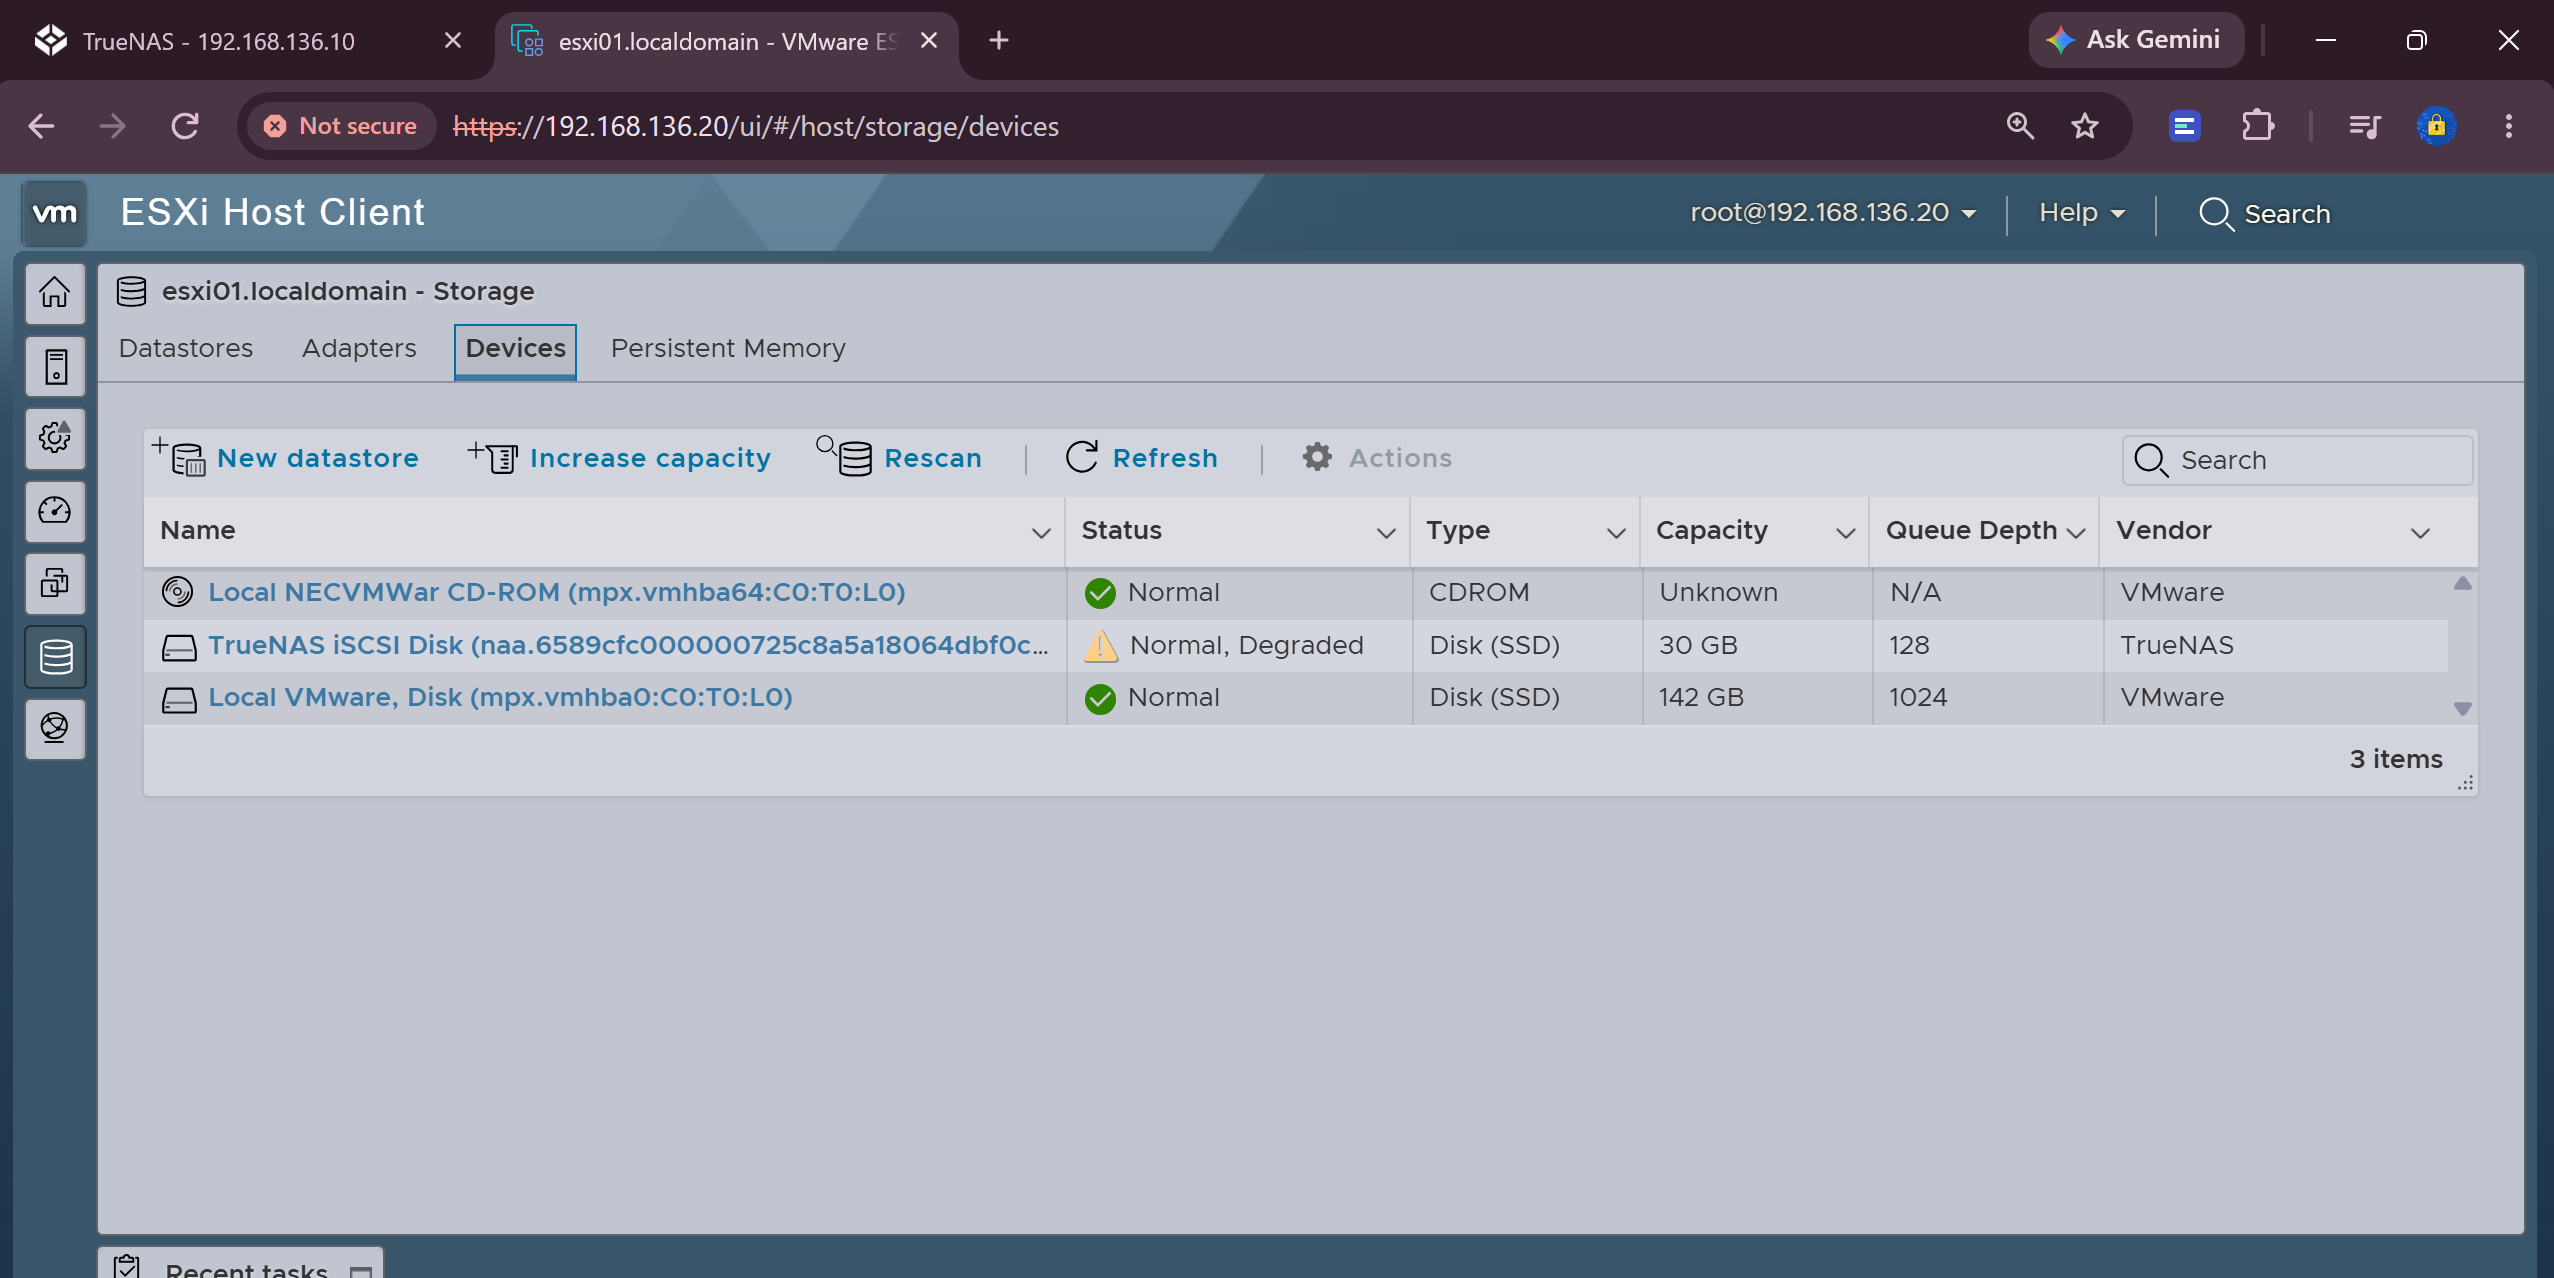 TrueNAS - 192.168.136.10
esxi01.localdomain - VMware ES
Ask Gemini
Not secure
https://192.168.136.20/ui/#/host/storage/devices
vm
ESXi Host Client
root@192.168.136.20
Help
Search
esxi01.localdomain - Storage
Datastores
Adapters
Devices
Persistent Memory
New datastore
Increase capacity
Rescan
Refresh
Actions
Search
Name Status Type Capacity Queue Depth Vendor
Local NECVMWar CD-ROM (mpx.vmhba64:C0:T0:L0) Normal CDROM Unknown N/A VMware
TrueNAS iSCSI Disk (naa.6589cfc000000725c8a5a18064dbf0c... Normal, Degraded Disk (SSD) 30 GB 128 TrueNAS
Local VMware, Disk (mpx.vmhba0:C0:T0:L0) Normal Disk (SSD) 142 GB 1024 VMware
3 items
Recent tasks